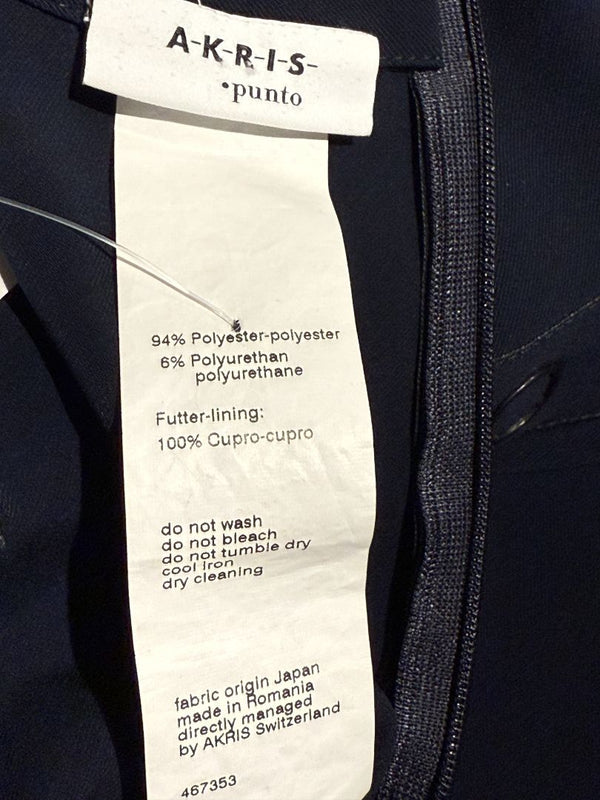 A-K-R-I-S-
•punto
94% Polyester-polyester
6% Polyurethan
polyurethane
Futter-lining:
100% Cupro-cupro
do not wash
do not bleach
do not tumble dry
cool iron
dry cleaning
fabric origin Japan
made in Romania
directly managed
by AKRIS Switzerland
467353